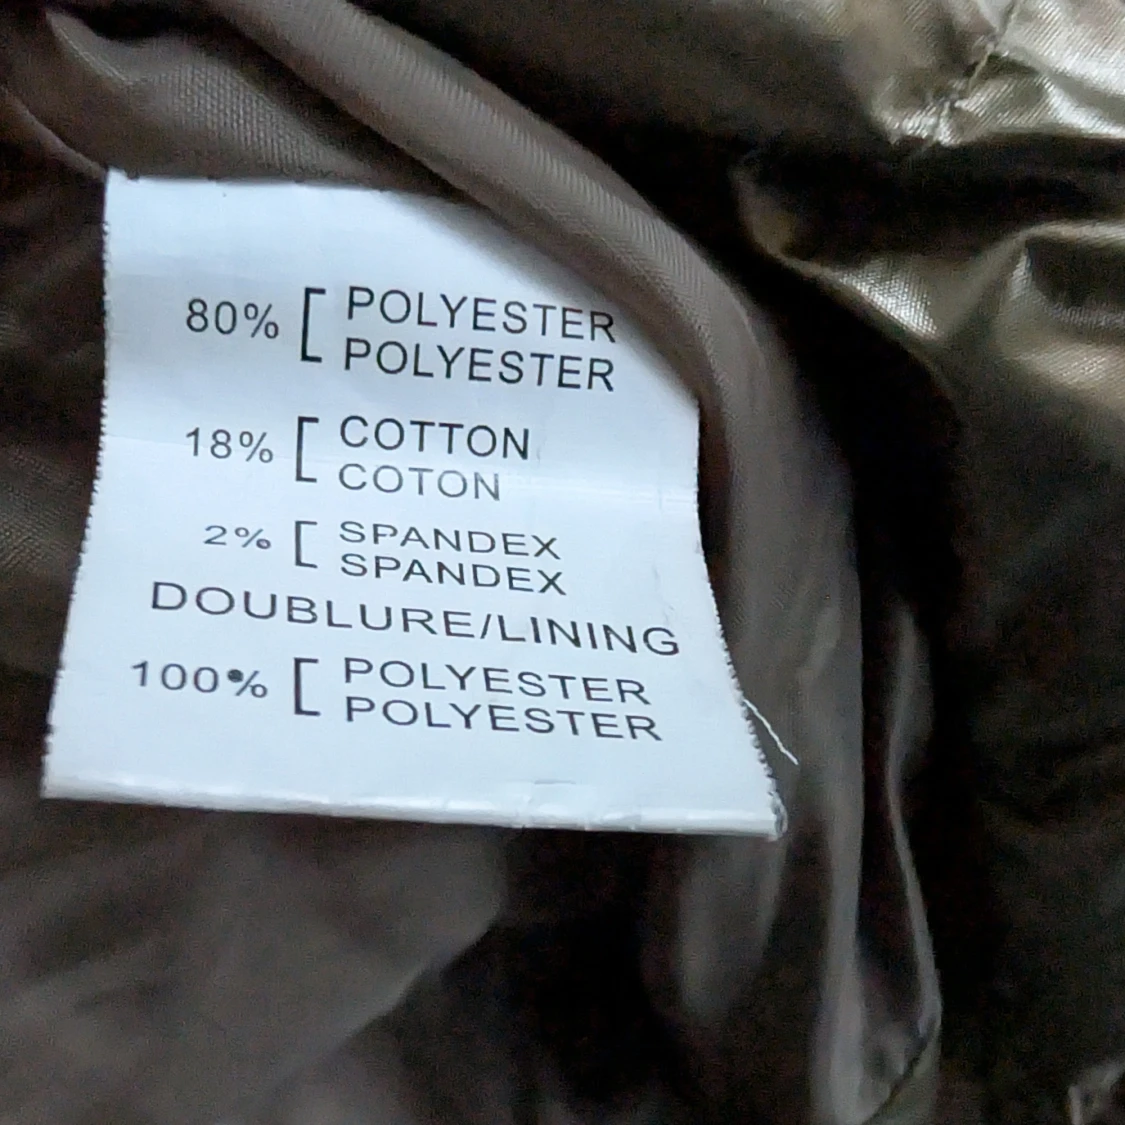 80% [ POLYESTER
POLYESTER
18% [ COTTON
COTON
2% [ SPANDEX
SPANDEX
DOUBLURE/LINING
100% [ POLYESTER
POLYESTER